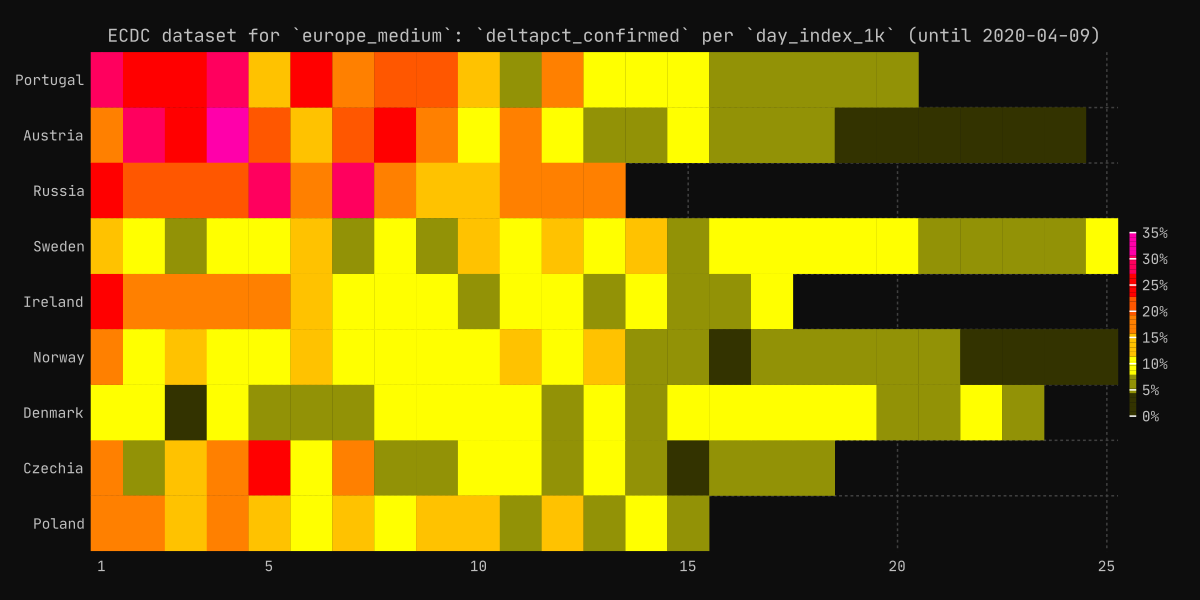 ECDC dataset for `europe_medium`: `deltapct_confirmed` per `day_index_1k` (until 2020-04-09)
Portugal
Austria
Russia
Sweden
Ireland
Norway
Denmark
Czechia
Poland
1 5 10 15 20 25
35%
30%
25%
20%
15%
10%
5%
0%